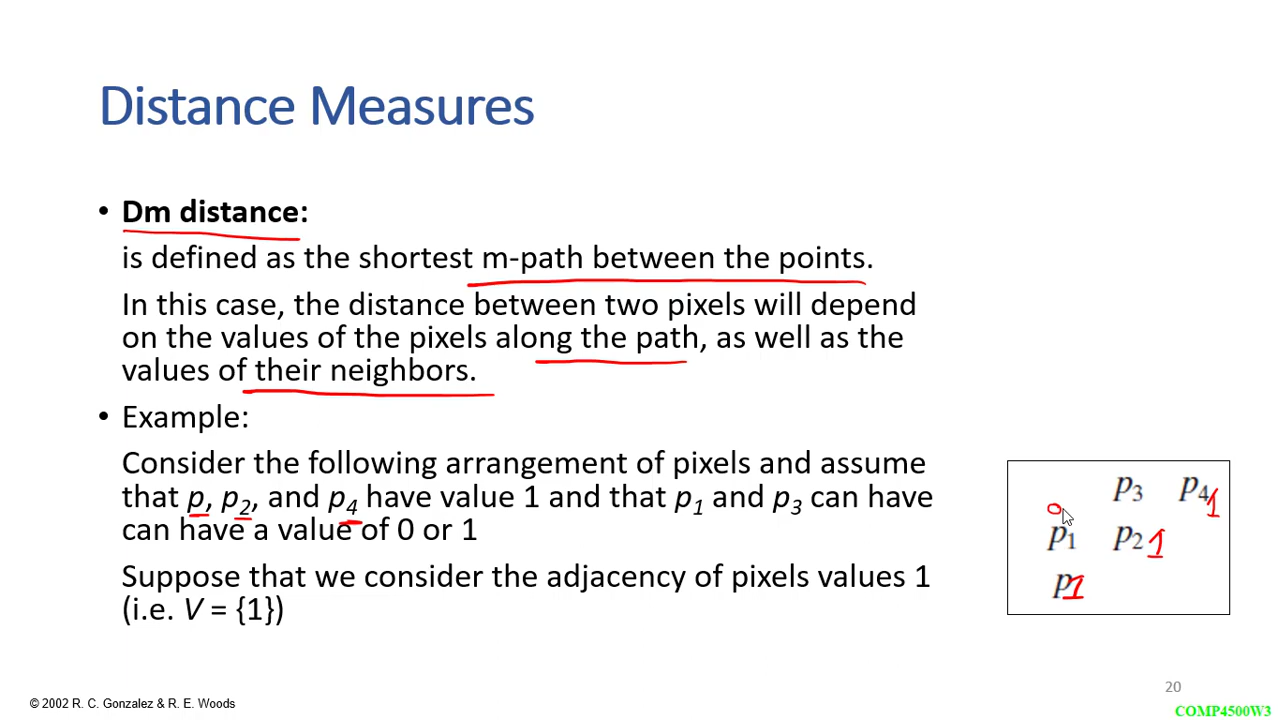 Distance Measures
• Dm distance:
is defined as the shortest m-path between the points.
In this case, the distance between two pixels will depend
on the values of the pixels along the path, as well as the
values of their neighbors.
• Example:
Consider the following arrangement of pixels and assume
that p, p2, and p4 have value 1 and that p1 and p3 can have
can have a value of 0 or 1
Suppose that we consider the adjacency of pixels values 1
(i.e. V = {1})
p3 p4 1
0
p1 p2 1
p 1
20
© 2002 R. C. Gonzalez & R. E. Woods
COMP4500W3